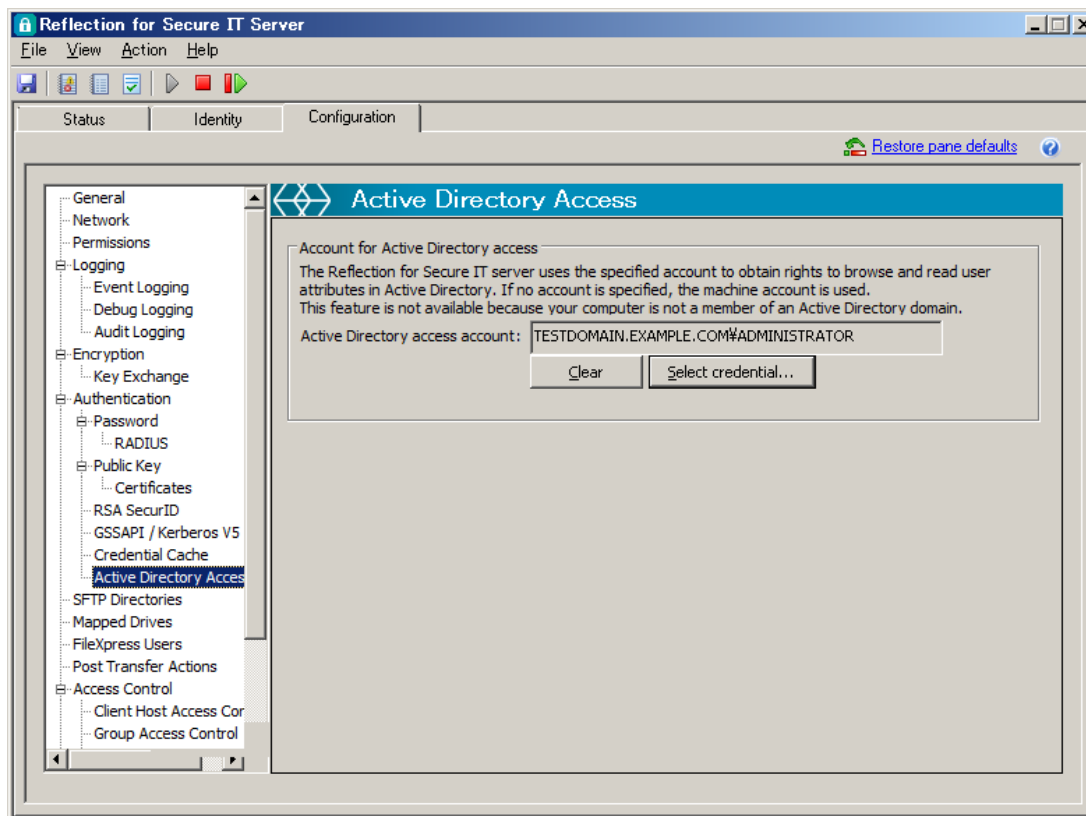 Reflection for Secure IT Server
File View Action Help
Status Identity Configuration
Restore pane defaults
General
Network
Permissions
Logging
Event Logging
Debug Logging
Audit Logging
Encryption
Key Exchange
Authentication
Password
RADIUS
Public Key
Certificates
RSA SecurID
GSSAPI / Kerberos V5
Credential Cache
Active Directory Acces
SFTP Directories
Mapped Drives
FileXpress Users
Post Transfer Actions
Access Control
Client Host Access Cor
Group Access Control
Active Directory Access
Account for Active Directory access
The Reflection for Secure IT server uses the specified account to obtain rights to browse and read user
attributes in Active Directory. If no account is specified, the machine account is used.
This feature is not available because your computer is not a member of an Active Directory domain.
Active Directory access account: TESTDOMAIN.EXAMPLE.COM¥ADMINISTRATOR
Clear Select credential...